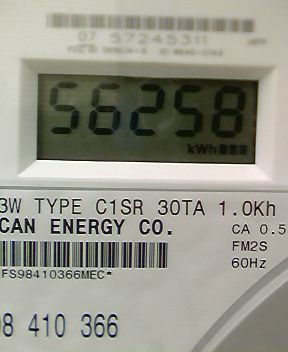 07 57245311
56258
kWh
3W TYPE C1SR 30TA 1.0Kh
CAN ENERGY CO.
CA 0.5
FM2S
60Hz
FS98410366MEC*
98 410 366